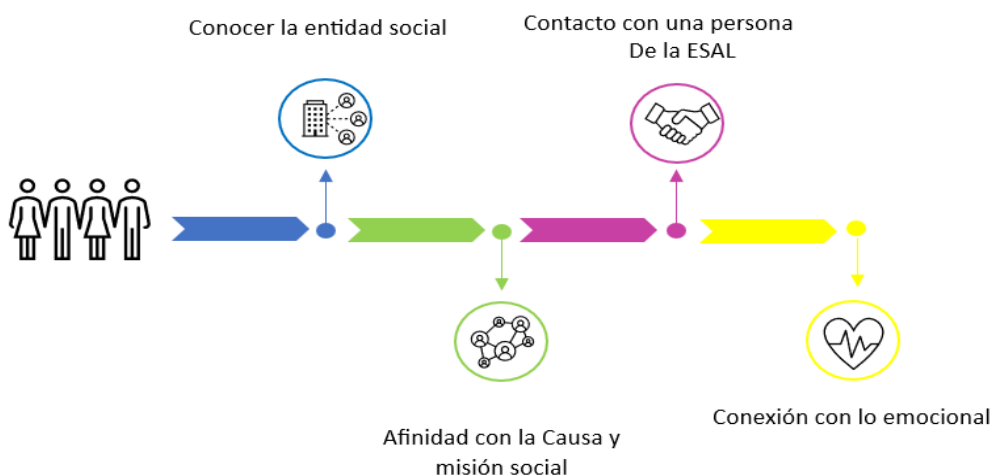 Conocer la entidad social
Contacto con una persona
De la ESAL
Afinidad con la Causa y
misión social
Conexión con lo emocional